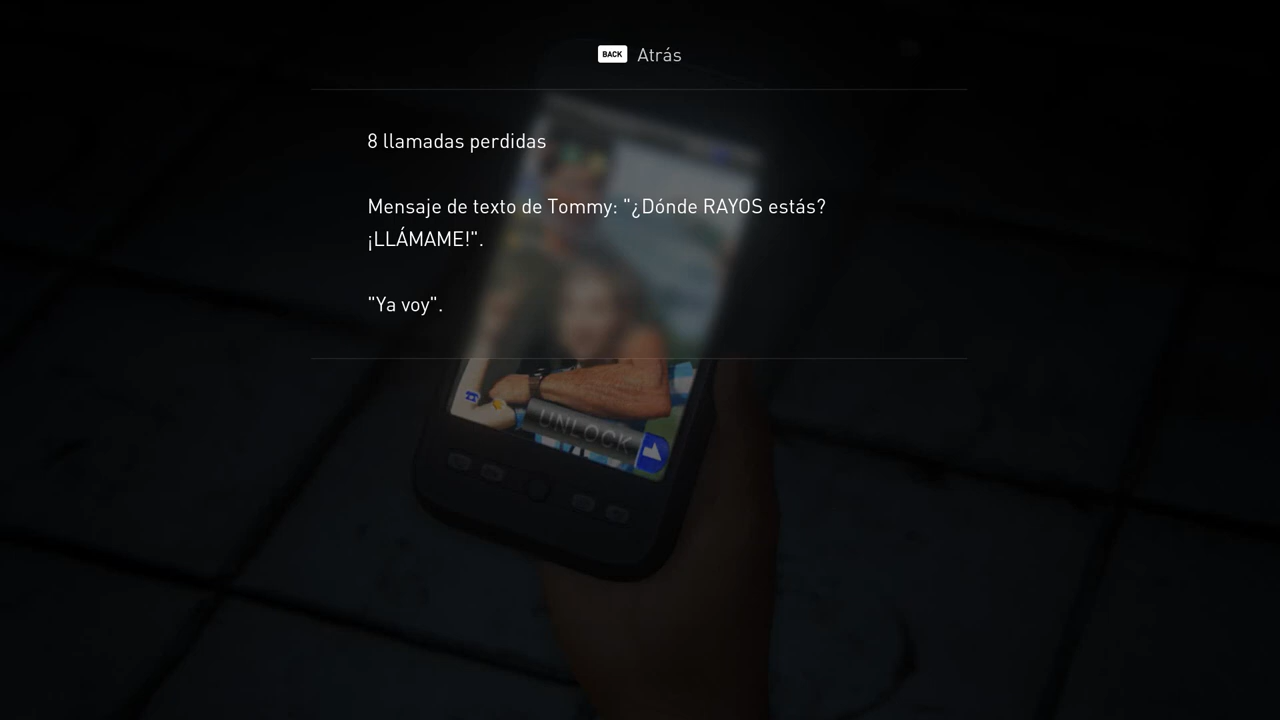 BACK Atrás
8 llamadas perdidas
Mensaje de texto de Tommy: "¿Dónde RAYOS estás?
¡LLÁMAME!".
"Ya voy".
UNLOCK